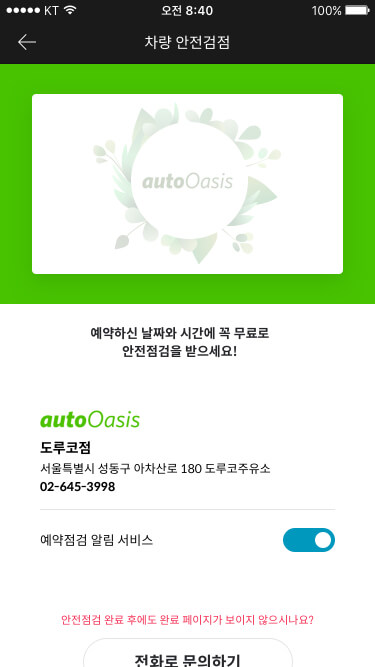 KT 오전 8:40 100%
차량 안전검점
autoOasis
예약하신 날짜와 시간에 꼭 무료로
안전점검을 받으세요!
autoOasis
도루코점
서울특별시 성동구 아차산로 180 도루코주유소
02-645-3998
예약점검 알림 서비스
안전점검 완료 후에도 완료 페이지가 보이지 않으시나요?
전화로 문의하기